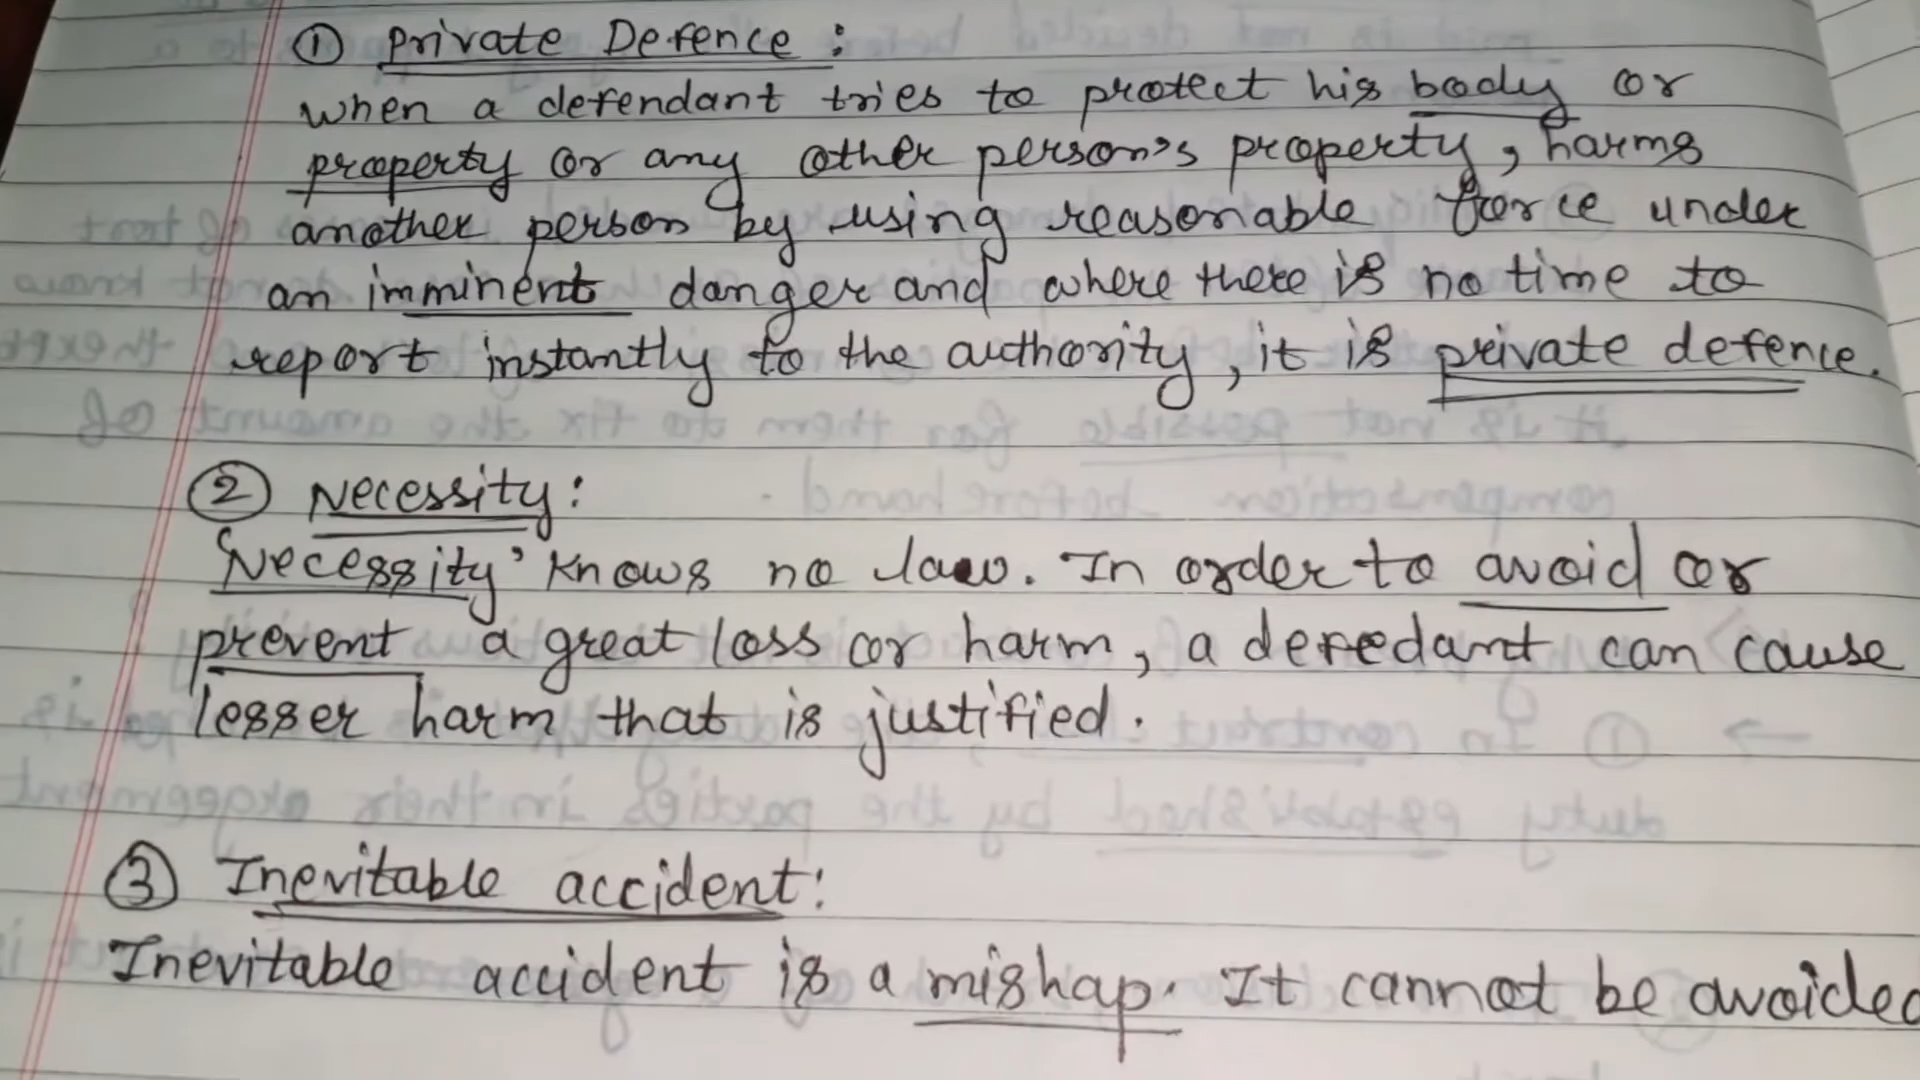 ① Private Defence :
when a defendant tries to protect his body or
property or any other person's property, harms
another person by using reasonable force under
an imminent danger and where there is no time to
report instantly to the authority, it is private defence.
② Necessity :
'Necessity' knows no law. In order to avoid or
prevent a great loss or harm, a defedant can cause
lesser harm that is justified.
③ Inevitable accident :
Inevitable accident is a mishap. It cannot be avoided